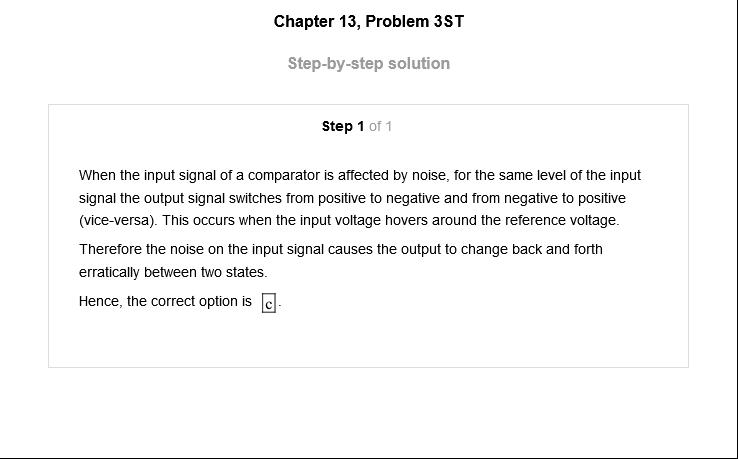 Chapter 13, Problem 3ST
Step-by-step solution
Step 1 of 1
When the input signal of a comparator is affected by noise, for the same level of the input
signal the output signal switches from positive to negative and from negative to positive
(vice-versa). This occurs when the input voltage hovers around the reference voltage.
Therefore the noise on the input signal causes the output to change back and forth
erratically between two states.
Hence, the correct option is c.